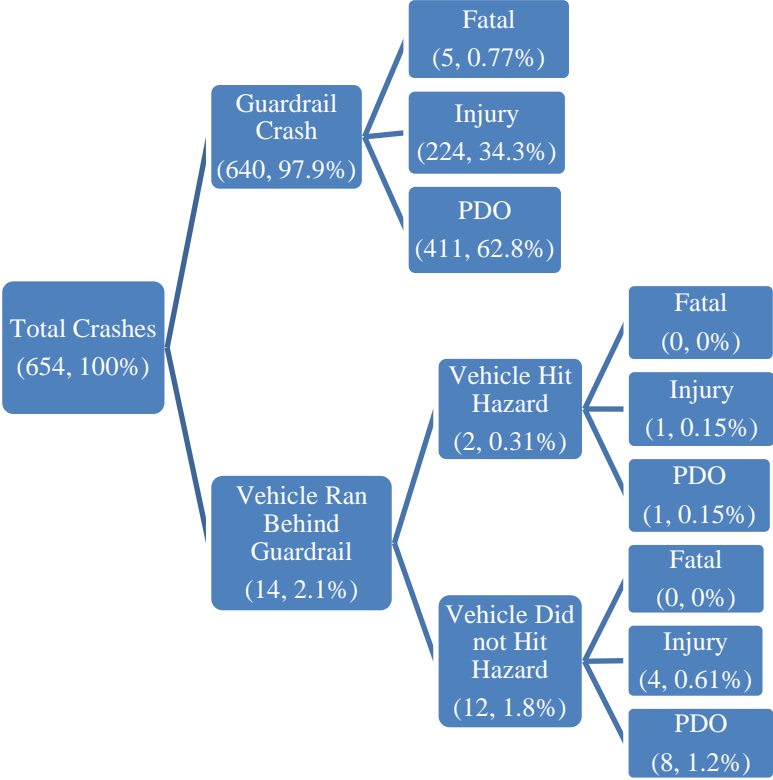 Total Crashes
(654, 100%)
Guardrail
Crash
(640, 97.9%)
Fatal
(5, 0.77%)
Injury
(224, 34.3%)
PDO
(411, 62.8%)
Vehicle Ran
Behind
Guardrail
(14, 2.1%)
Vehicle Hit
Hazard
(2, 0.31%)
Fatal
(0, 0%)
Injury
(1, 0.15%)
PDO
(1, 0.15%)
Vehicle Did
not Hit
Hazard
(12, 1.8%)
Fatal
(0, 0%)
Injury
(4, 0.61%)
PDO
(8, 1.2%)